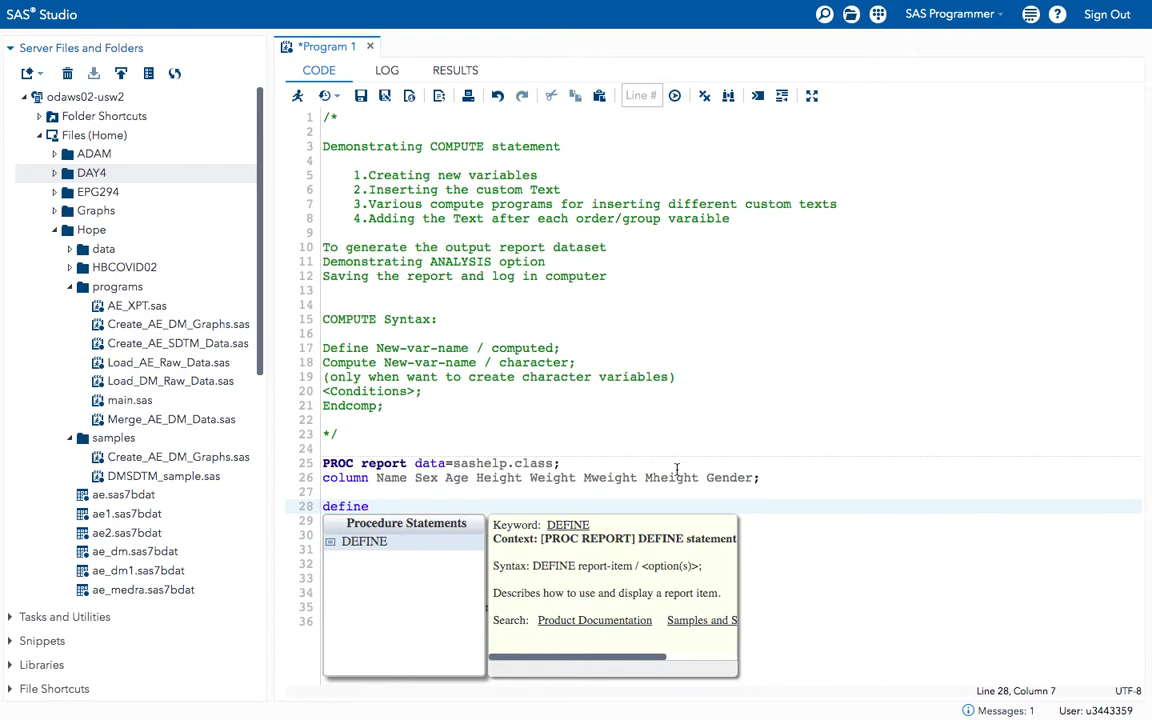 SAS® Studio
SAS Programmer
Sign Out
Server Files and Folders
odaws02-usw2
Folder Shortcuts
Files (Home)
ADAM
DAY4
EPG294
Graphs
Hope
data
HBCOVID02
programs
AE_XPT.sas
Create_AE_DM_Graphs.sas
Create_AE_SDTM_Data.sas
Load_AE_Raw_Data.sas
Load_DM_Raw_Data.sas
main.sas
Merge_AE_DM_Data.sas
samples
Create_AE_DM_Graphs.sas
DMSDTM_sample.sas
ae.sas7bdat
ae1.sas7bdat
ae2.sas7bdat
ae_dm.sas7bdat
ae_dm1.sas7bdat
ae_medra.sas7bdat
Tasks and Utilities
Snippets
Libraries
File Shortcuts
*Program 1
CODE LOG RESULTS
Line #
1 /*
2
3 Demonstrating COMPUTE statement
4
5 1.Creating new variables
6 2.Inserting the custom Text
7 3.Various compute programs for inserting different custom texts
8 4.Adding the Text after each order/group varaible
9
10 To generate the output report dataset
11 Demonstrating ANALYSIS option
12 Saving the report and log in computer
13
14
15 COMPUTE Syntax:
16
17 Define New-var-name / computed;
18 Compute New-var-name / character;
19 (only when want to create character variables)
20 <Conditions>;
21 Endcomp;
22
23 */
24
25 PROC report data=sashelp.class;
26 column Name Sex Age Height Weight Mweight Mheight Gender;
27
28 define
29
30
31
32
33
34
35
36
Procedure Statements
DEFINE
Keyword: DEFINE
Context: [PROC REPORT] DEFINE statement
Syntax: DEFINE report-item / <option(s)>;
Describes how to use and display a report item.
Search: Product Documentation Samples and S
Line 28, Column 7 UTF-8
Messages: 1 User: u3443359